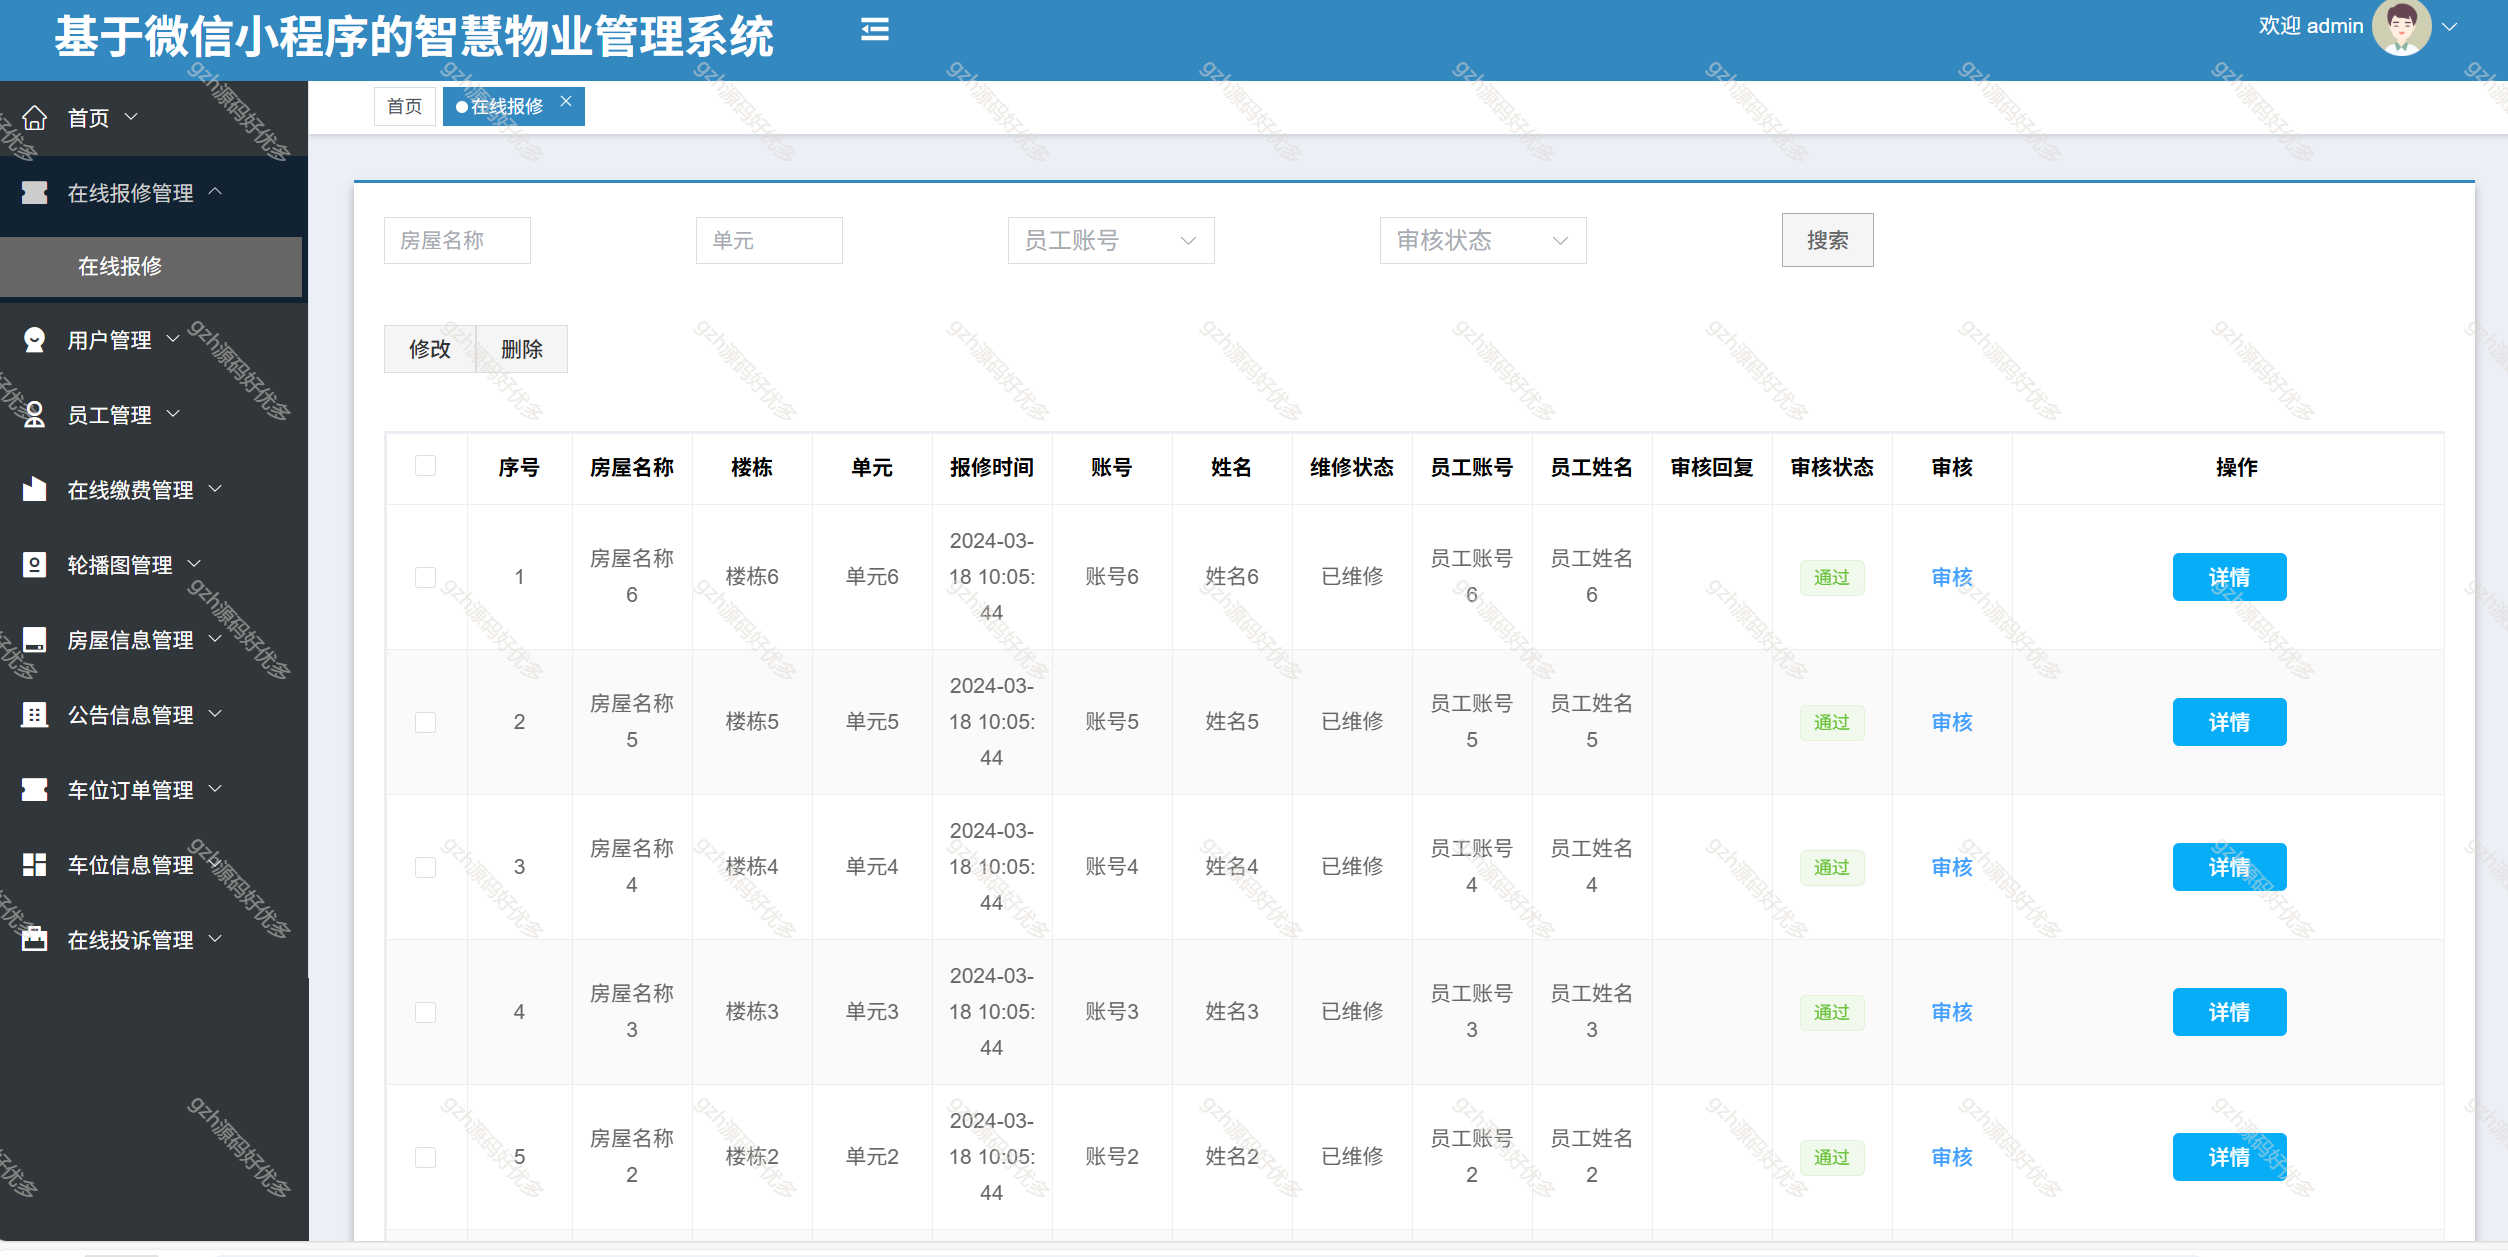 基于微信小程序的智慧物业管理系统
欢迎 admin
首页
首页
在线报修
在线报修管理
在线报修
用户管理
员工管理
在线缴费管理
轮播图管理
房屋信息管理
公告信息管理
车位订单管理
车位信息管理
在线投诉管理
房屋名称 单元 员工账号 审核状态 搜索
修改 删除
序号 房屋名称 楼栋 单元 报修时间 账号 姓名 维修状态 员工账号 员工姓名 审核回复 审核状态 审核 操作
1 房屋名称6 楼栋6 单元6 2024-03-18 10:05:44 账号6 姓名6 已维修 员工账号6 员工姓名6 通过 审核 详情
2 房屋名称5 楼栋5 单元5 2024-03-18 10:05:44 账号5 姓名5 已维修 员工账号5 员工姓名5 通过 审核 详情
3 房屋名称4 楼栋4 单元4 2024-03-18 10:05:44 账号4 姓名4 已维修 员工账号4 员工姓名4 通过 审核 详情
4 房屋名称3 楼栋3 单元3 2024-03-18 10:05:44 账号3 姓名3 已维修 员工账号3 员工姓名3 通过 审核 详情
5 房屋名称2 楼栋2 单元2 2024-03-18 10:05:44 账号2 姓名2 已维修 员工账号2 员工姓名2 通过 审核 详情
gzh源码好优多